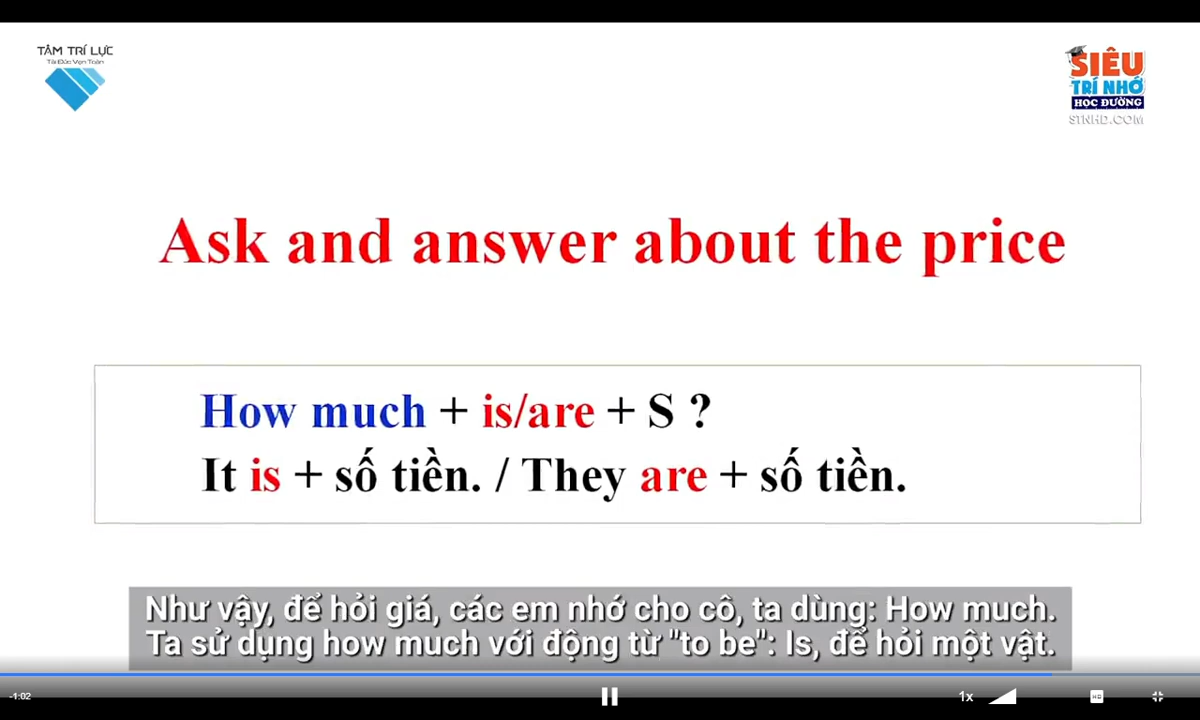 TÂM TRÍ LỰC
Tài Đức Vẹn Toàn
SIÊU
TRÍ NHỚ
HỌC ĐƯỜNG
STNHD.COM
Ask and answer about the price
How much + is/are + S ?
It is + số tiền. / They are + số tiền.
Như vậy, để hỏi giá, các em nhớ cho cô, ta dùng: How much.
Ta sử dụng how much với động từ "to be": Is, để hỏi một vật.
-1:02
1x
HD